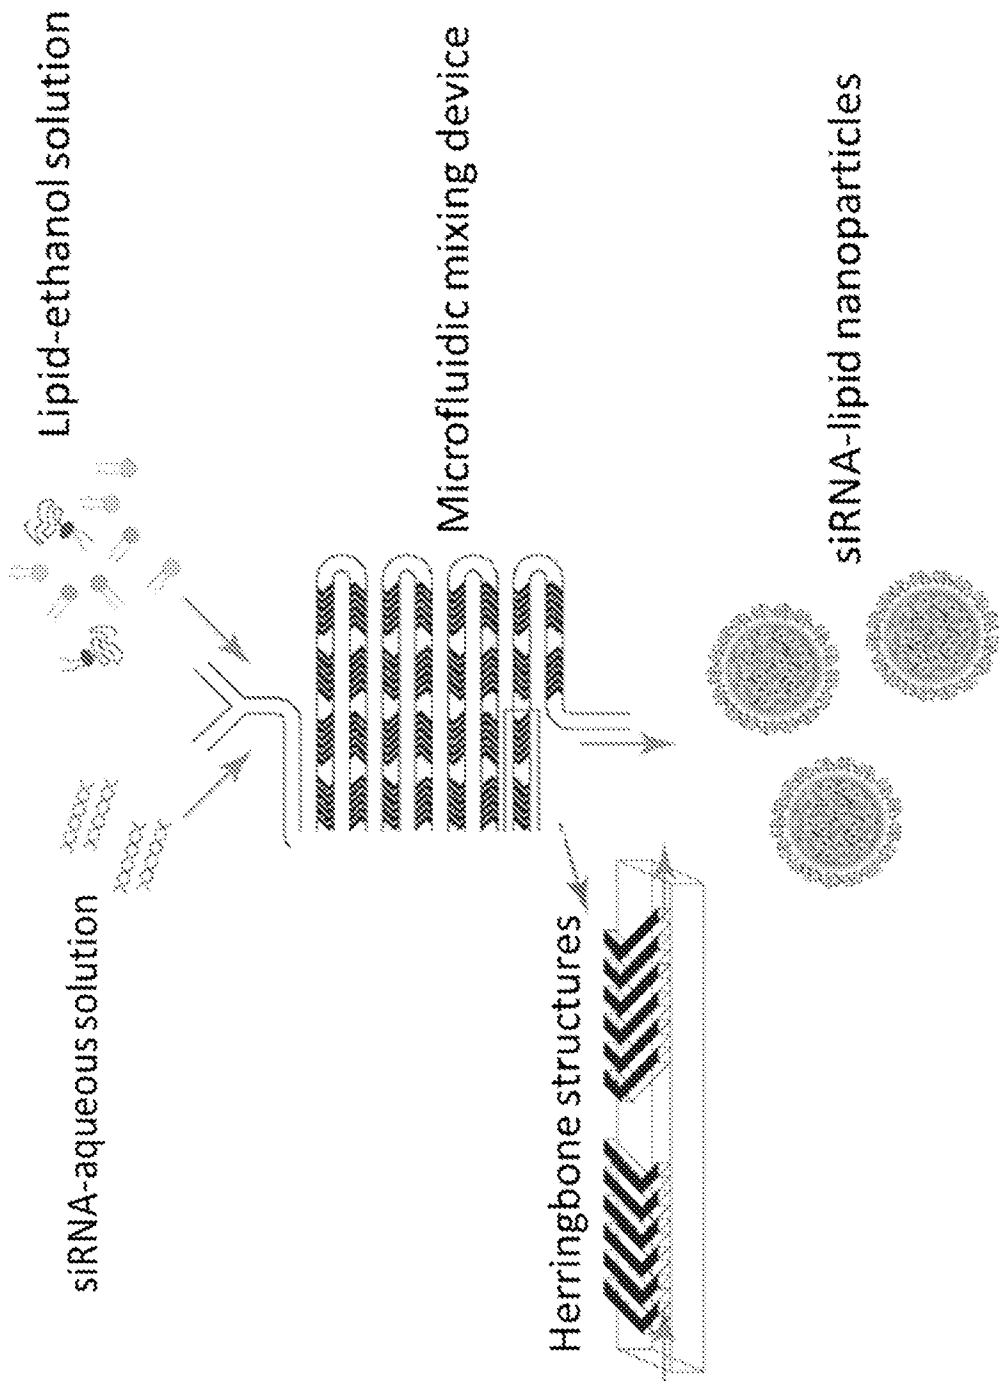 siRNA-aqueous solution
Lipid-ethanol solution
Microfluidic mixing device
Herringbone structures
siRNA-lipid nanoparticles